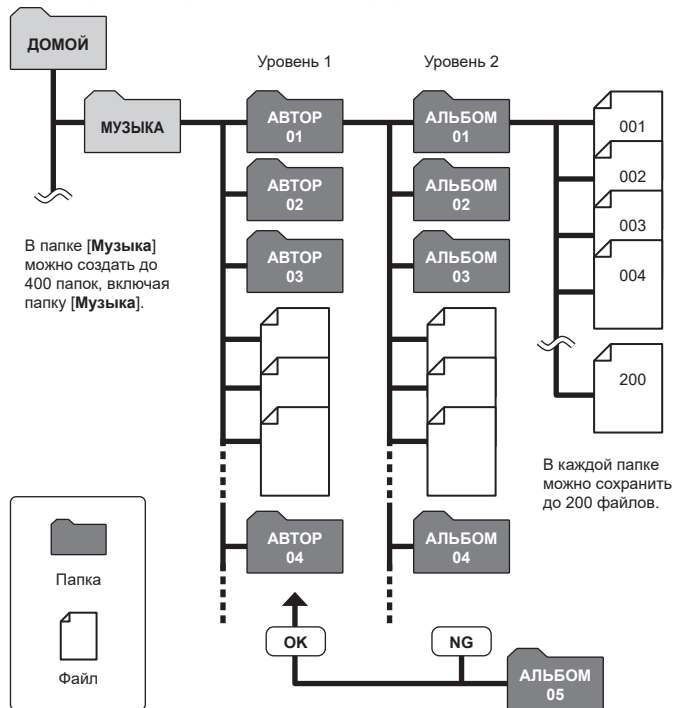 ДОМОЙ
Уровень 1
Уровень 2
МУЗЫКА
АВТОР
01
АЛЬБОМ
01
001
АВТОР
02
АЛЬБОМ
02
002
АВТОР
03
АЛЬБОМ
03
003
004
В папке [Музыка]
можно создать до
400 папок, включая
папку [Музыка].
200
В каждой папке
можно сохранить
до 200 файлов.
АВТОР
04
АЛЬБОМ
04
Папка
Файл
OK
NG
АЛЬБОМ
05